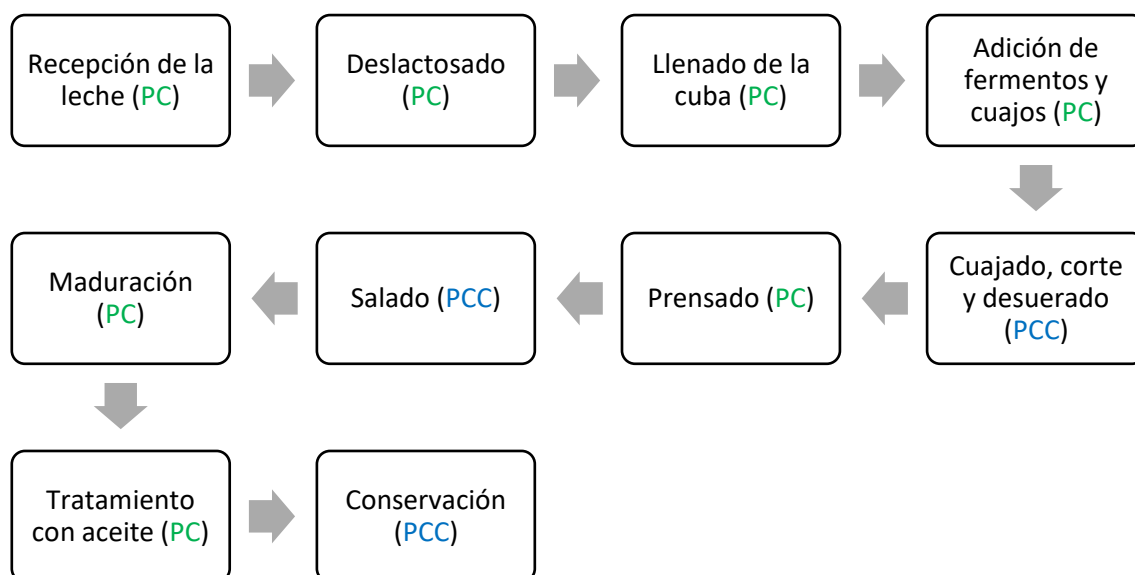 Recepción de la
leche (PC)
Deslactosado
(PC)
Llenado de la
cuba (PC)
Adición de
fermentos y
cuajos (PC)
Cuajado, corte
y desuerado
(PCC)
Prensado (PC)
Salado (PCC)
Maduración
(PC)
Tratamiento
con aceite (PC)
Conservación
(PCC)